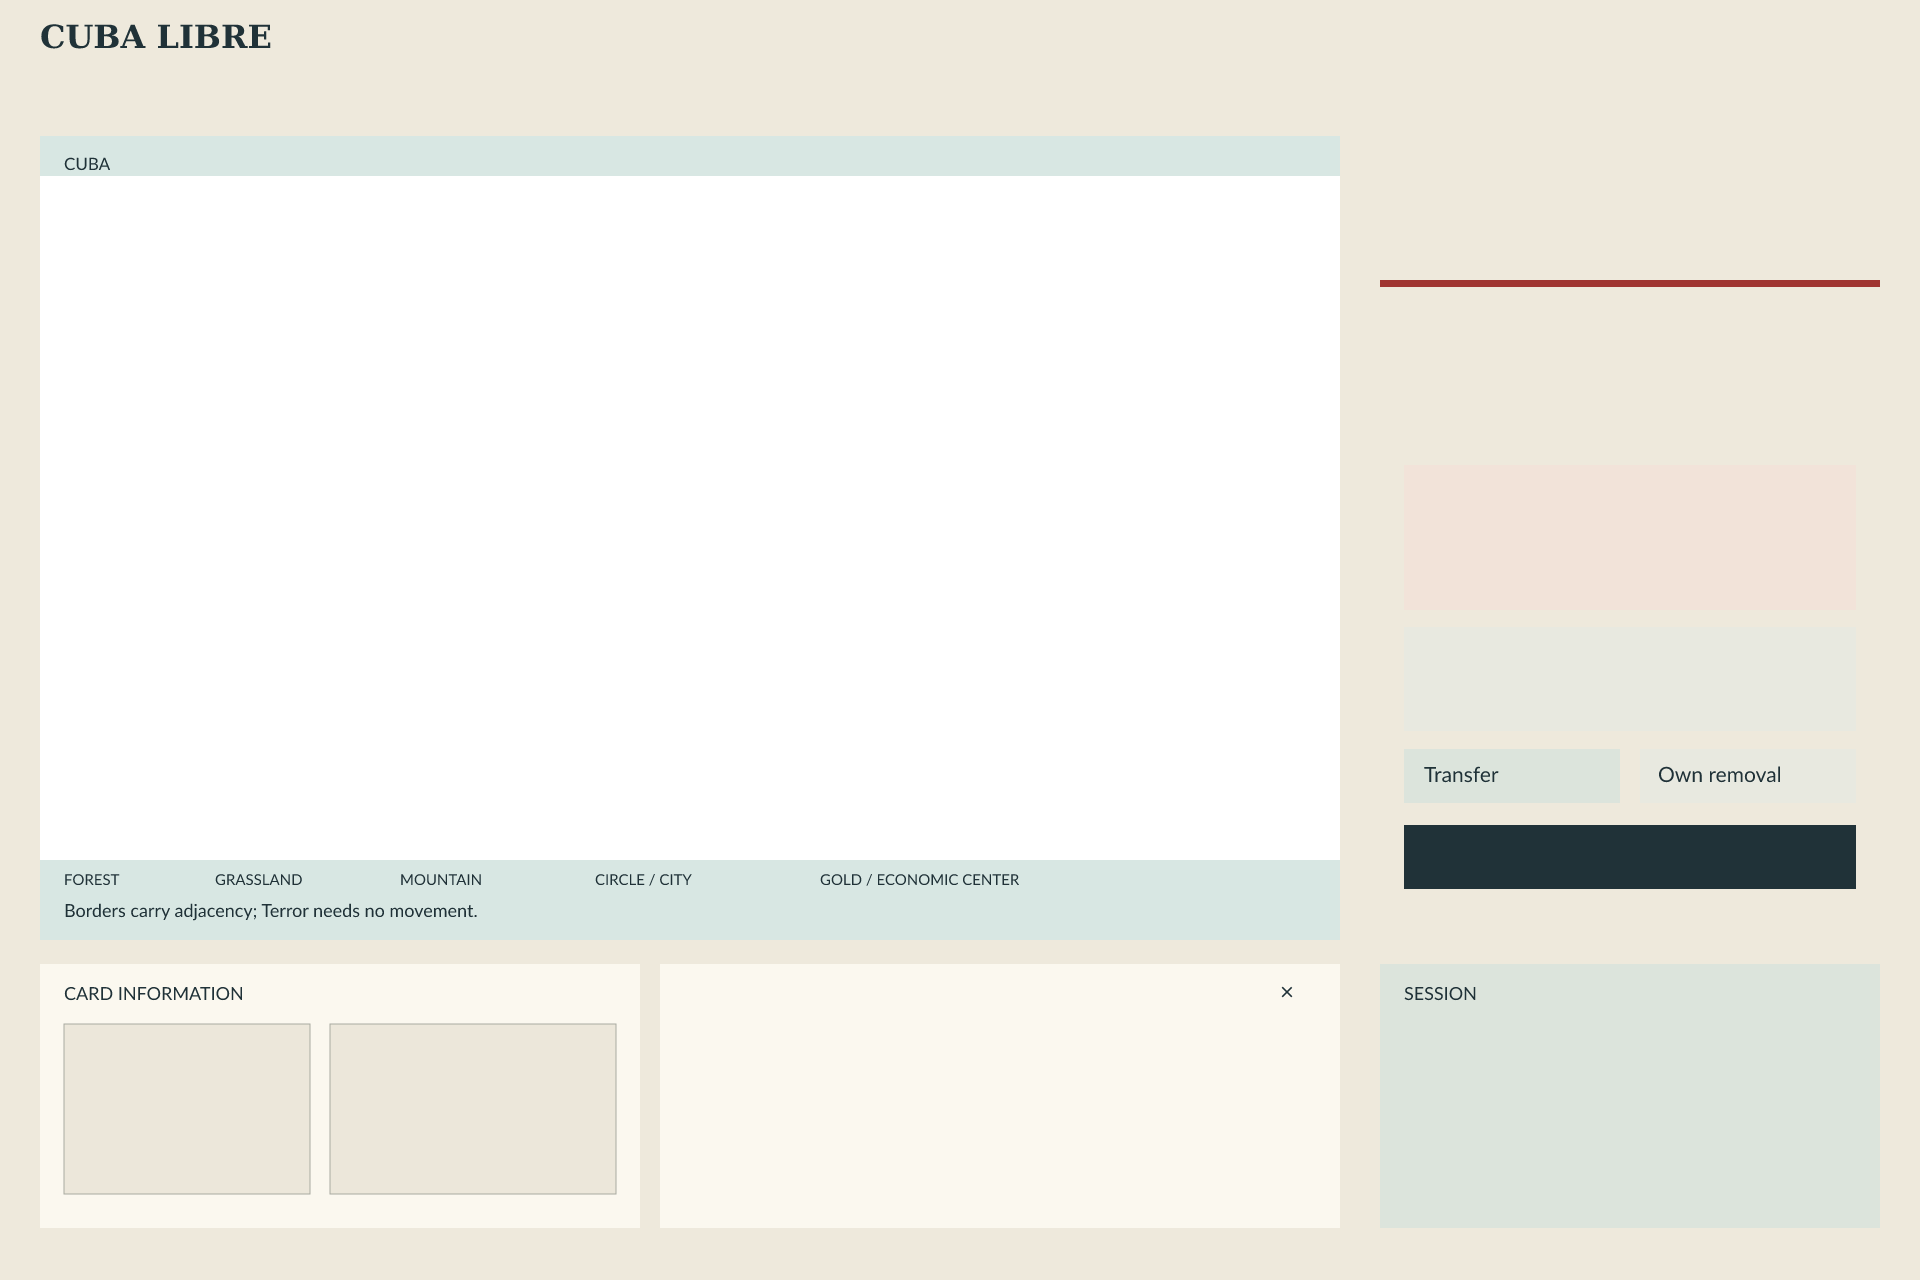 CUBA LIBRE
CUBA
Transfer
Own removal
FOREST
GRASSLAND
MOUNTAIN
CIRCLE / CITY
GOLD / ECONOMIC CENTER
Borders carry adjacency; Terror needs no movement.
CARD INFORMATION
×
SESSION